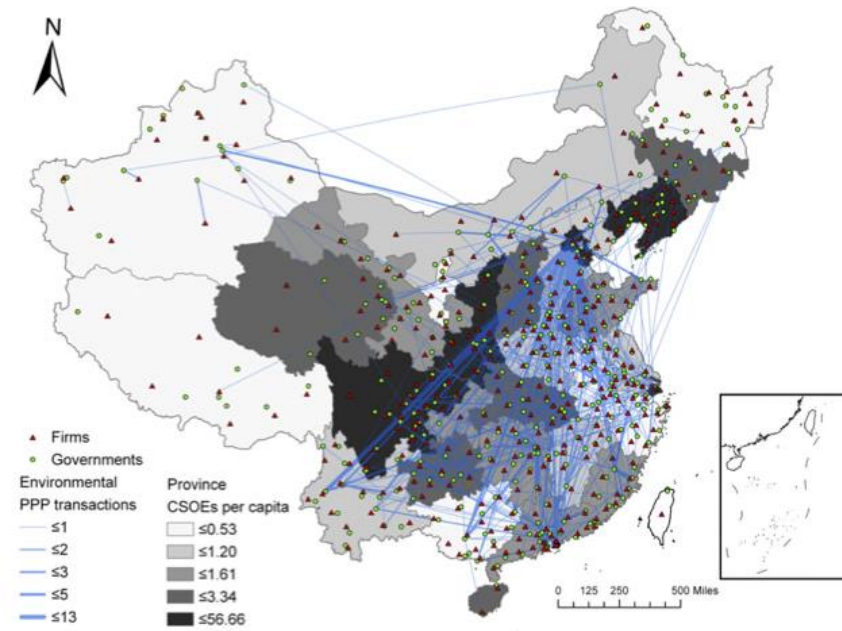 N
Firms
Governments
Environmental
PPP transactions
≤1
≤2
≤3
≤5
≤13
Province
CSOEs per capita
≤0.53
≤1.20
≤1.61
≤3.34
≤56.66
0 125 250 500 Miles